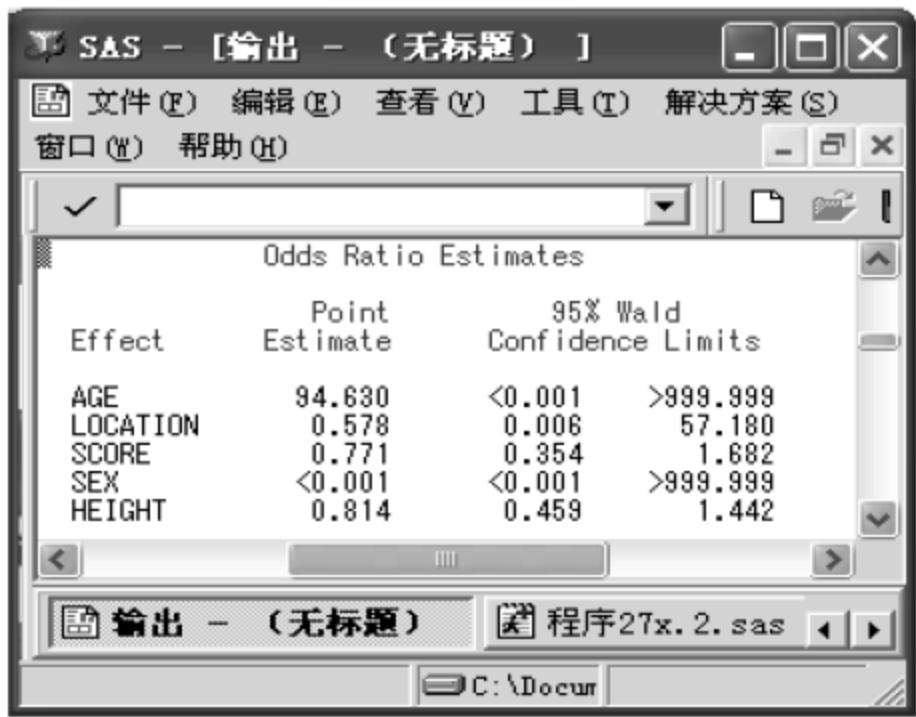 SAS - [输出 - （无标题） ]
文件(F) 编辑(E) 查看(V) 工具(T) 解决方案(S)
窗口(W) 帮助(H)
Odds Ratio Estimates
Point 95% Wald
Effect Estimate Confidence Limits
AGE 94.630 <0.001 >999.999
LOCATION 0.578 0.006 57.180
SCORE 0.771 0.354 1.682
SEX <0.001 <0.001 >999.999
HEIGHT 0.814 0.459 1.442
输出 - （无标题） 程序27x.2.sas
C:\Docum